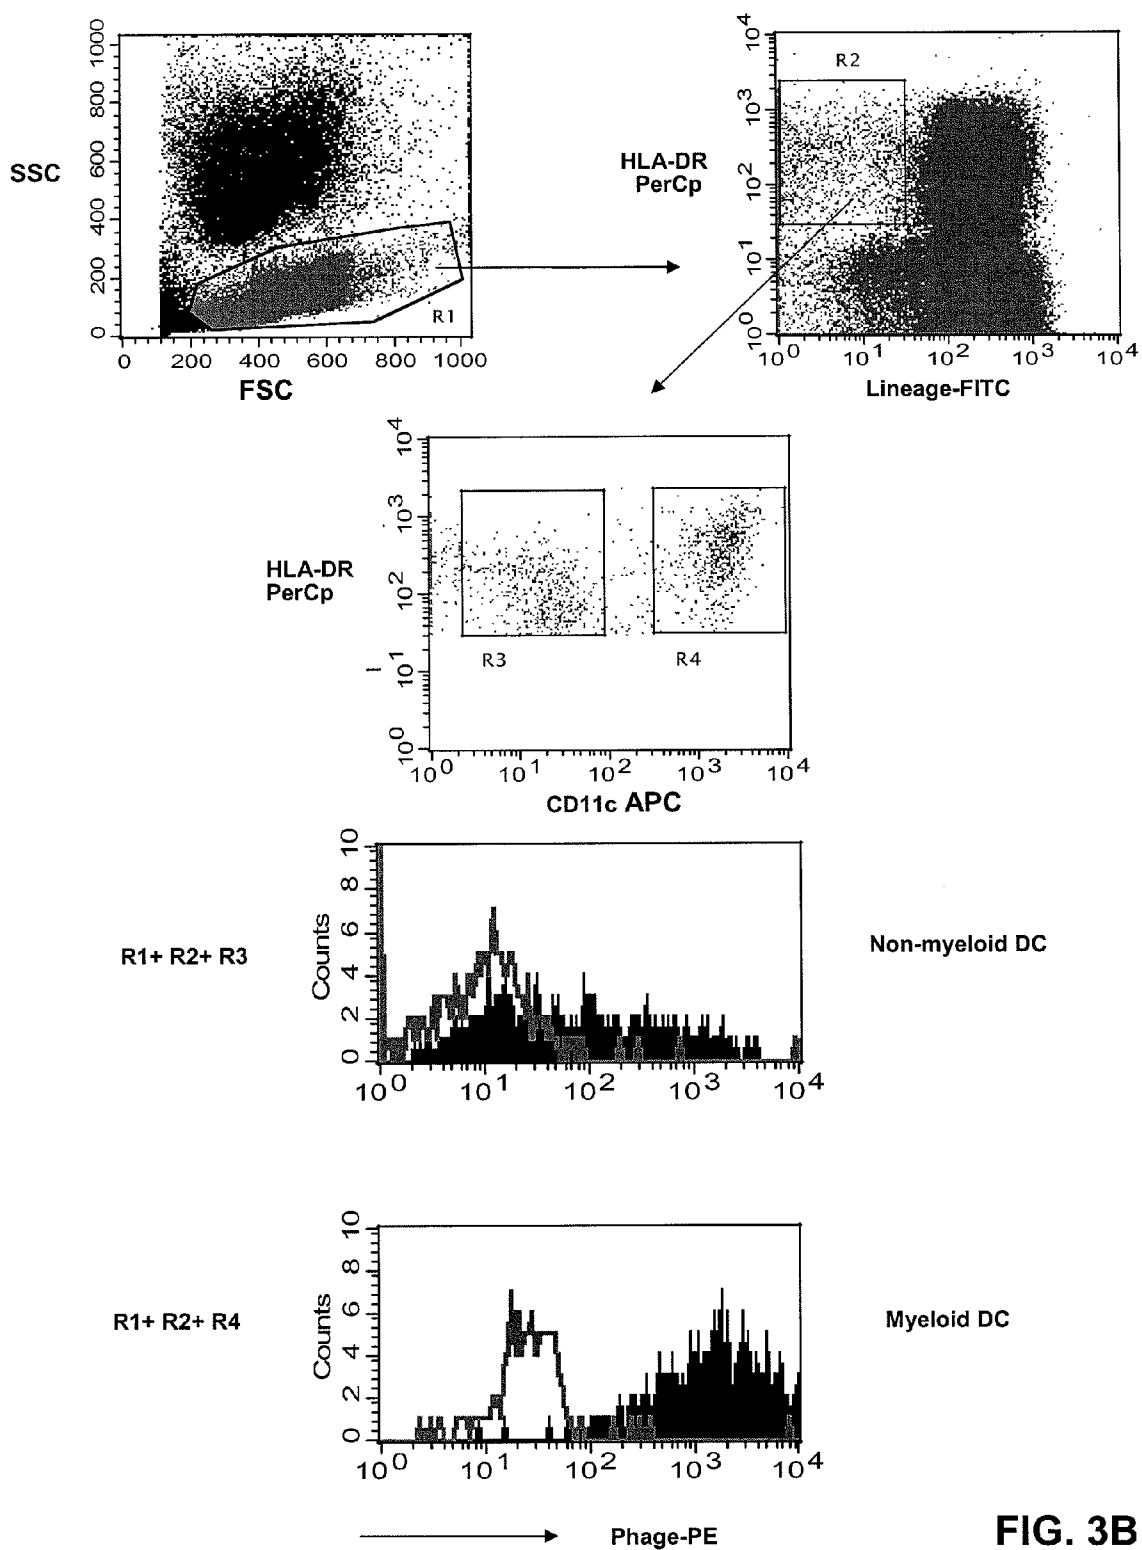 1000
800
600
400
200
0
SSC
R1
0 200 400 600 800 1000
FSC
10^4
10^3
10^2
10^1
10^0
HLA-DR
PerCp
R2
10^0 10^1 10^2 10^3 10^4
Lineage-FITC
10^4
10^3
10^2
10^1
10^0
HLA-DR
PerCp
R3 R4
10^0 10^1 10^2 10^3 10^4
CD11c APC
10
8
6
4
2
0
Counts
R1+ R2+ R3
Non-myeloid DC
10^0 10^1 10^2 10^3 10^4
10
8
6
4
2
0
Counts
R1+ R2+ R4
Myeloid DC
10^0 10^1 10^2 10^3 10^4
Phage-PE
FIG. 3B